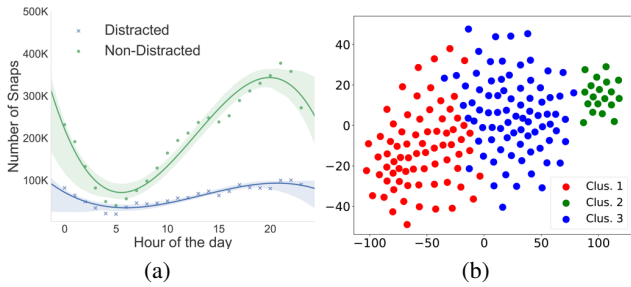 500K
400K
300K
200K
100K
Number of Snaps
Distracted
Non-Distracted
0
5
10
15
20
Hour of the day
(a)
40
20
0
−20
−40
−100
−50
0
50
100
Clus. 1
Clus. 2
Clus. 3
(b)